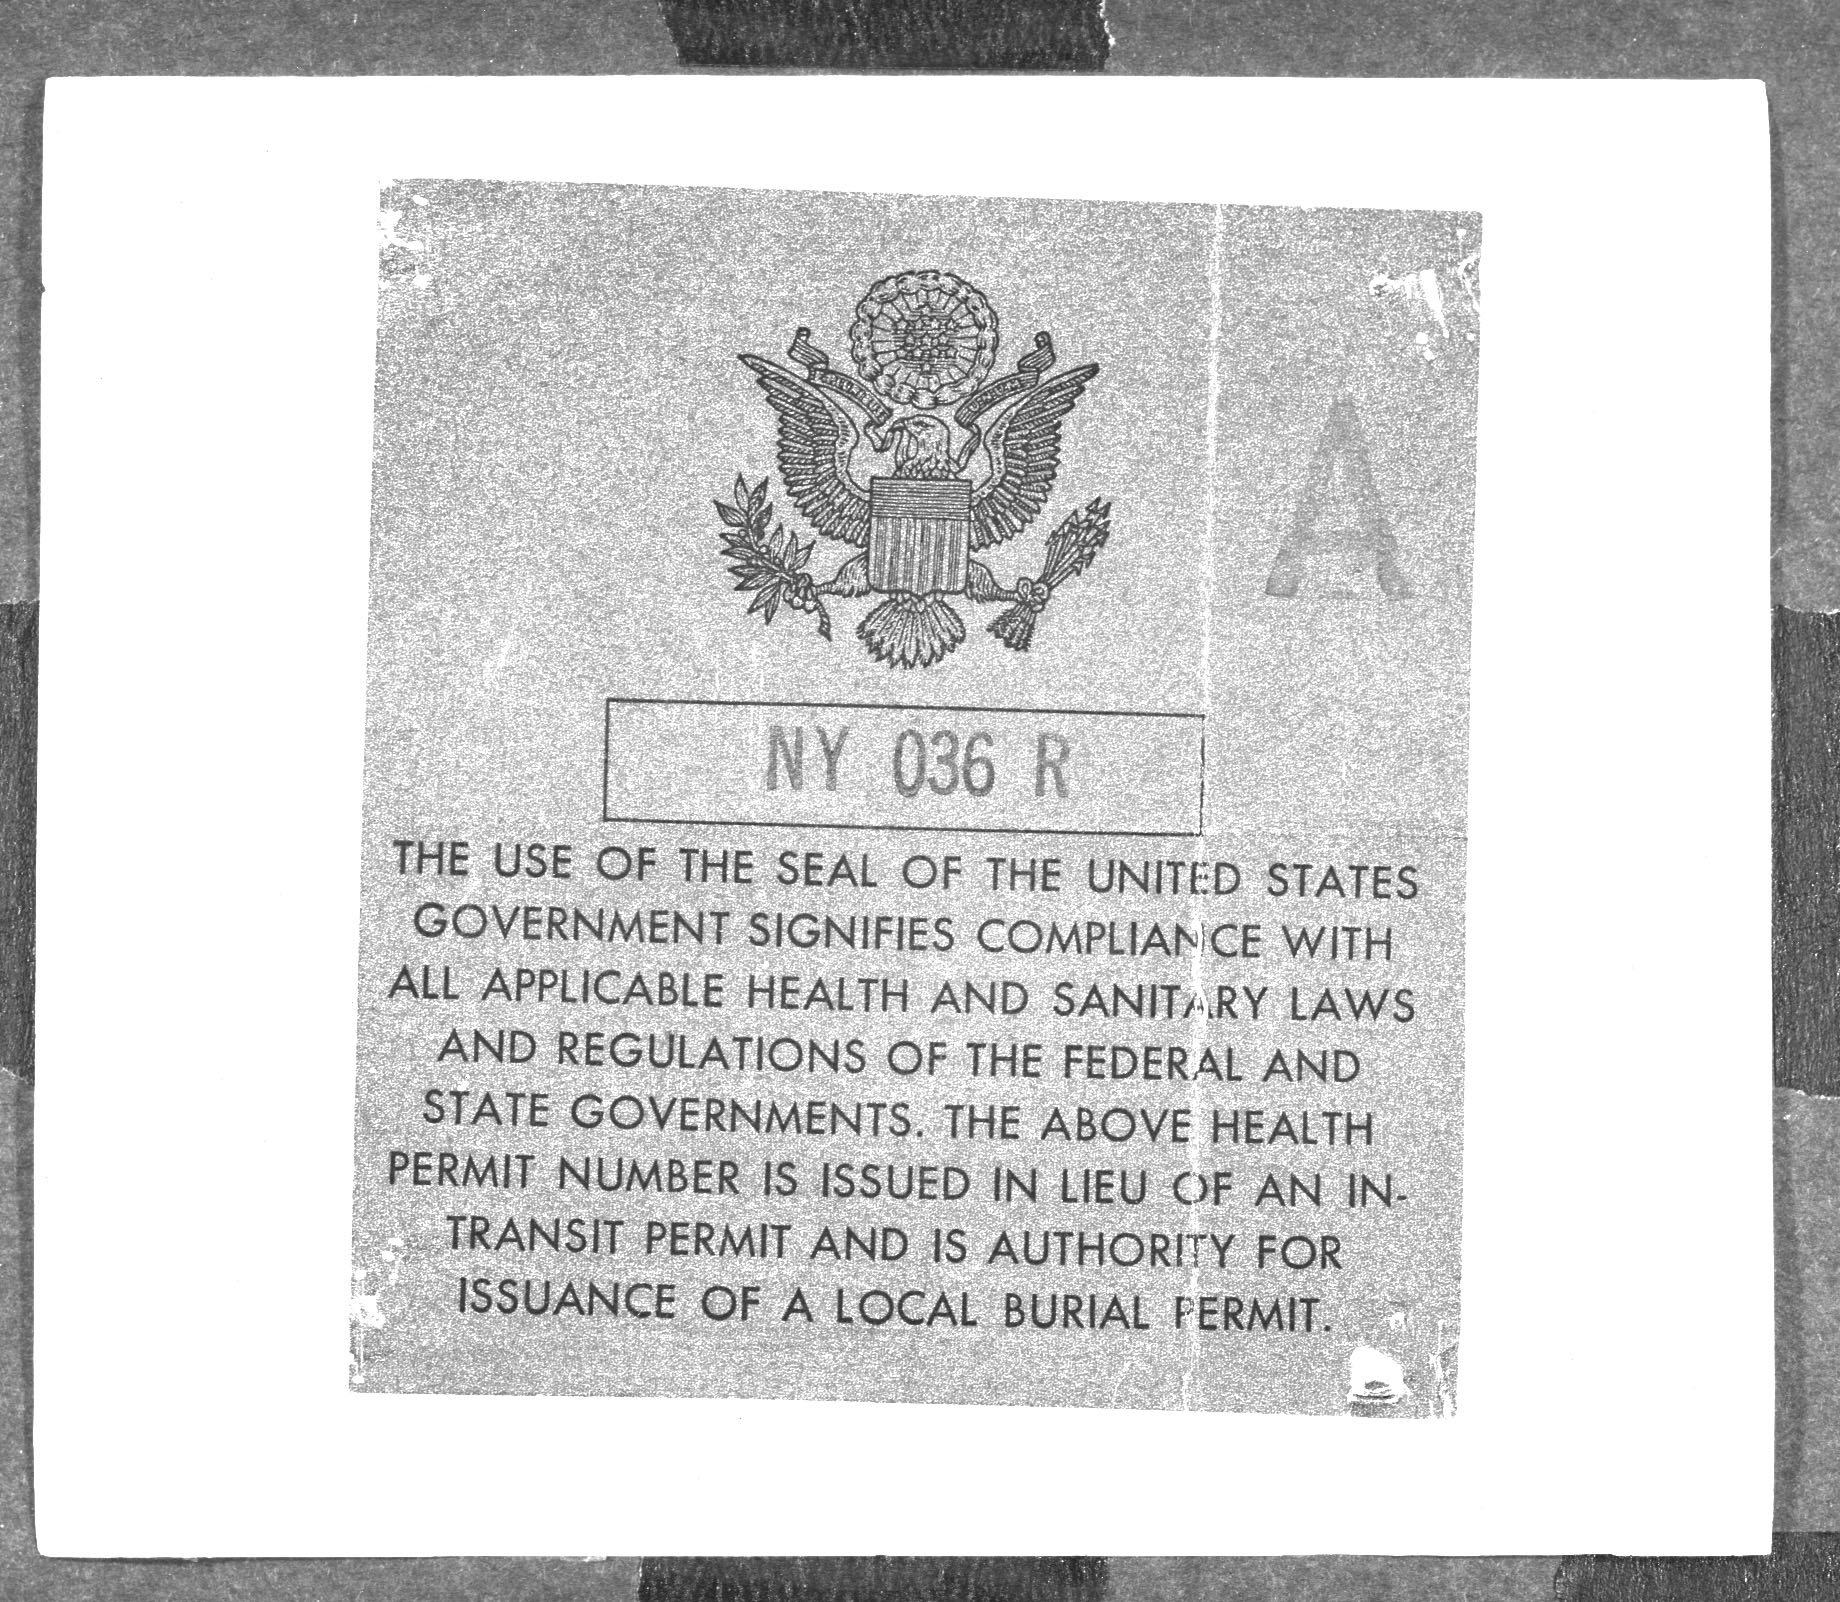 A
NY 036 R
THE USE OF THE SEAL OF THE UNITED STATES
GOVERNMENT SIGNIFIES COMPLIANCE WITH
ALL APPLICABLE HEALTH AND SANITARY LAWS
AND REGULATIONS OF THE FEDERAL AND
STATE GOVERNMENTS. THE ABOVE HEALTH
PERMIT NUMBER IS ISSUED IN LIEU OF AN IN-
TRANSIT PERMIT AND IS AUTHORITY FOR
ISSUANCE OF A LOCAL BURIAL PERMIT.